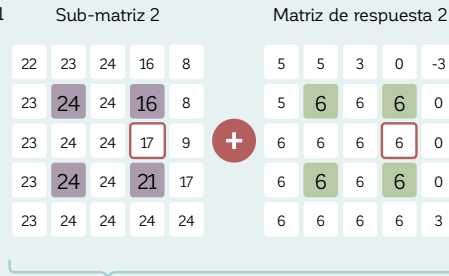 1 Sub-matriz 2 Matriz de respuesta 2
22 23 24 16 8 5 5 3 0 -3
23 24 24 16 8 5 6 6 6 0
23 24 24 17 9 + 6 6 6 6 0
23 24 24 21 17 6 6 6 6 0
23 24 24 24 24 6 6 6 6 3